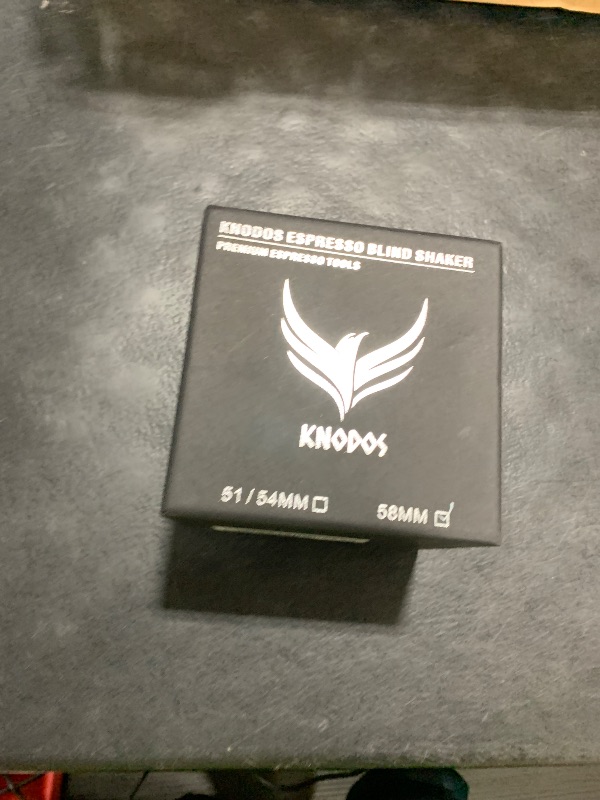 KNODOS ESPRESSO BLIND SHAKER
PREMIUM ESPRESSO TOOLS
KNODOS
51/54MM ☐ 58MM ☑